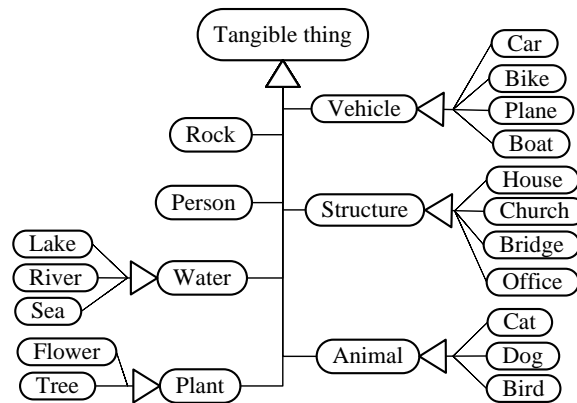 Tangible thing
Car
Bike
Vehicle
Plane
Rock
Boat
House
Person
Structure
Church
Lake
Bridge
River
Water
Office
Sea
Cat
Flower
Animal
Dog
Tree
Plant
Bird